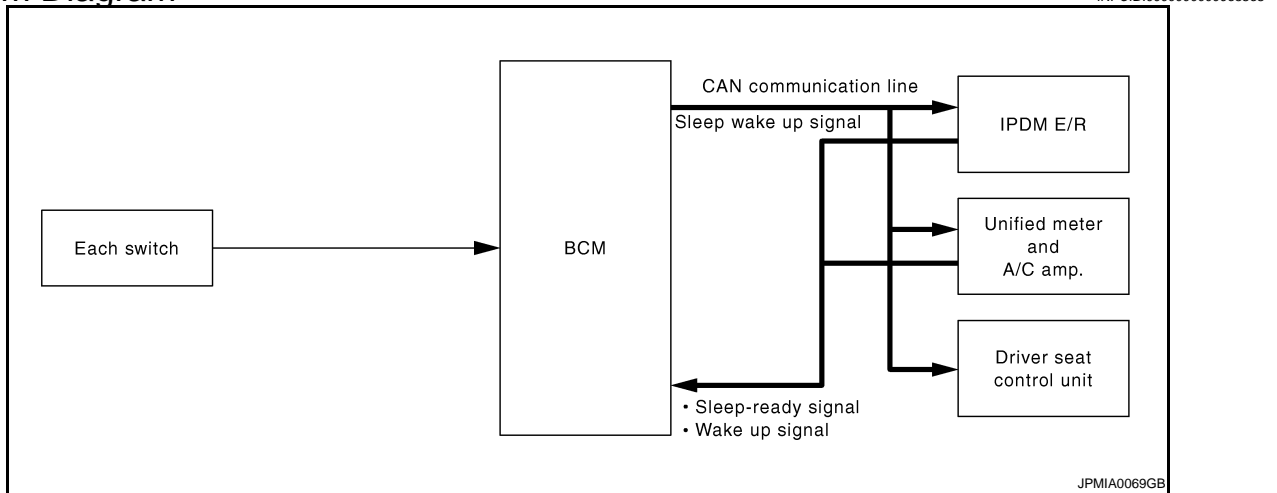 Diagram
CAN communication line
Sleep wake up signal
IPDM E/R
Each switch
BCM
Unified meter
and
A/C amp.
Driver seat
control unit
• Sleep-ready signal
• Wake up signal
JPMIA0069GB